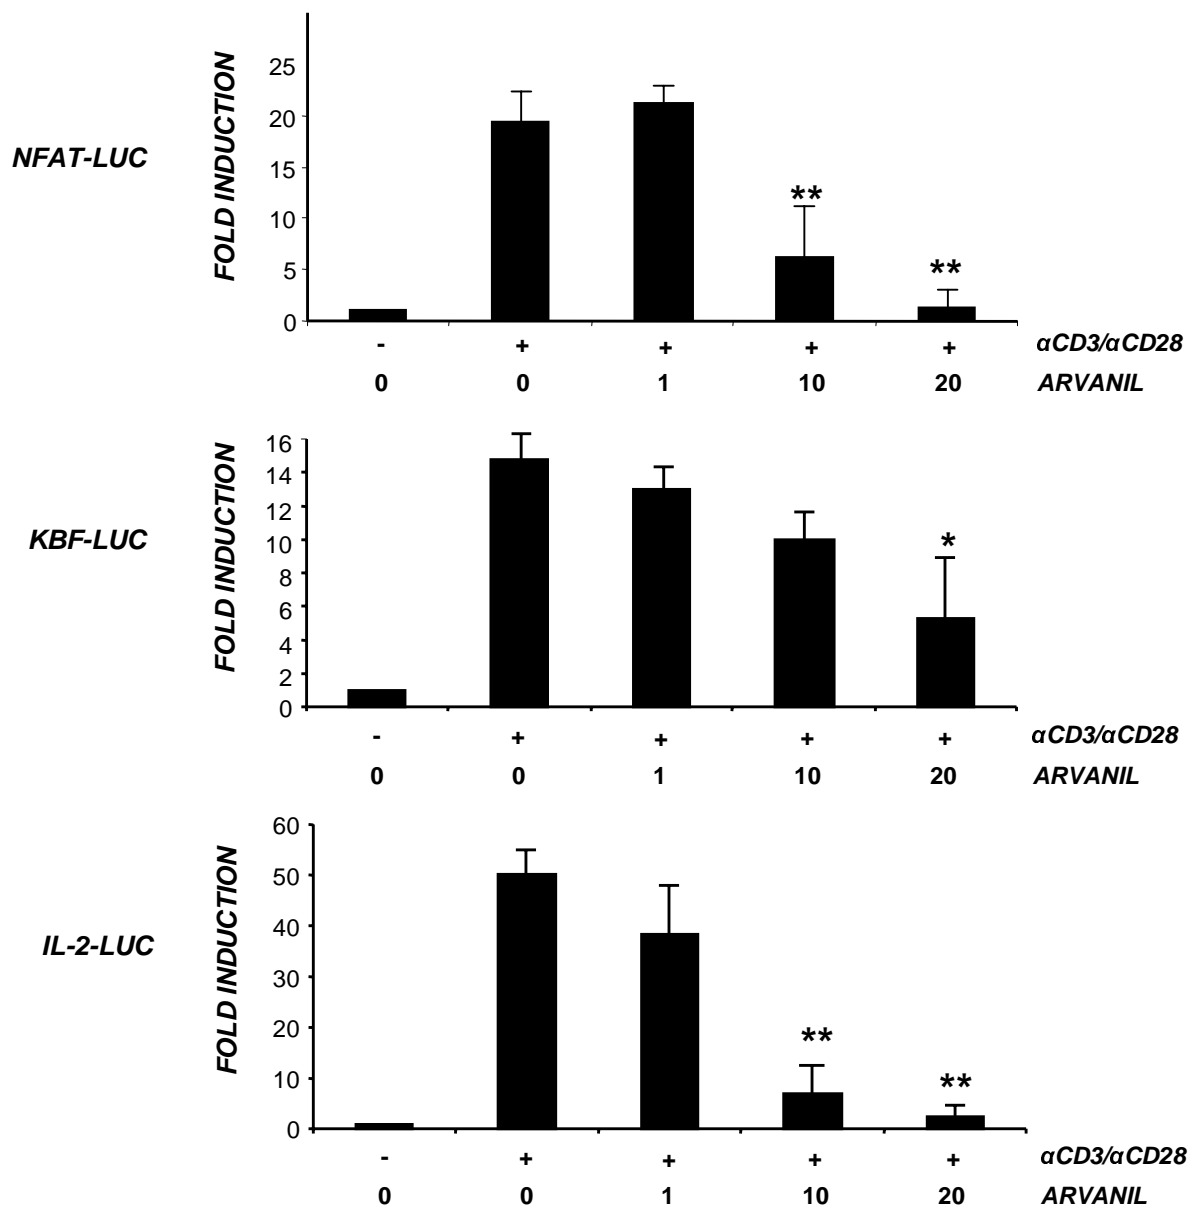 NFAT-LUC
FOLD INDUCTION
25
20
15
10
5
0
** **
- + + + + αCD3/αCD28
0 0 1 10 20 ARVANIL
KBF-LUC
FOLD INDUCTION
16
14
12
10
8
6
4
2
0
*
- + + + + αCD3/αCD28
0 0 1 10 20 ARVANIL
IL-2-LUC
FOLD INDUCTION
60
50
40
30
20
10
0
** **
- + + + + αCD3/αCD28
0 0 1 10 20 ARVANIL